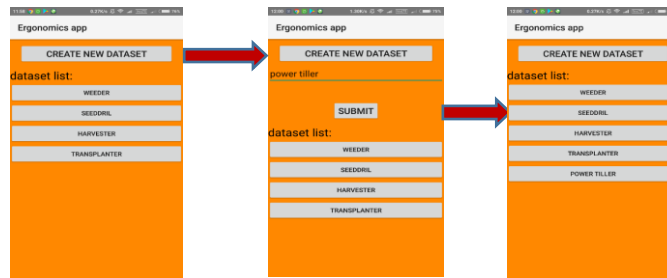 Ergonomics app
CREATE NEW DATASET
dataset list:
WEEDER
SEEDDRIL
HARVESTER
TRANSPLANTER
Ergonomics app
CREATE NEW DATASET
power tiller
SUBMIT
dataset list:
WEEDER
SEEDDRIL
HARVESTER
TRANSPLANTER
Ergonomics app
CREATE NEW DATASET
dataset list:
WEEDER
SEEDDRIL
HARVESTER
TRANSPLANTER
POWER TILLER